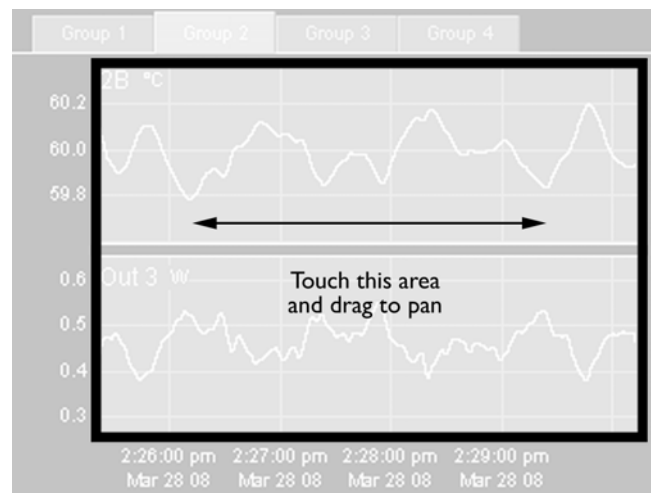 Group 1 Group 2 Group 3 Group 4
2B °C
60.2
60.0
59.8
Out 3 W
0.6
0.5
0.4
0.3
Touch this area
and drag to pan
2:26:00 pm 2:27:00 pm 2:28:00 pm 2:29:00 pm
Mar 28 08 Mar 28 08 Mar 28 08 Mar 28 08